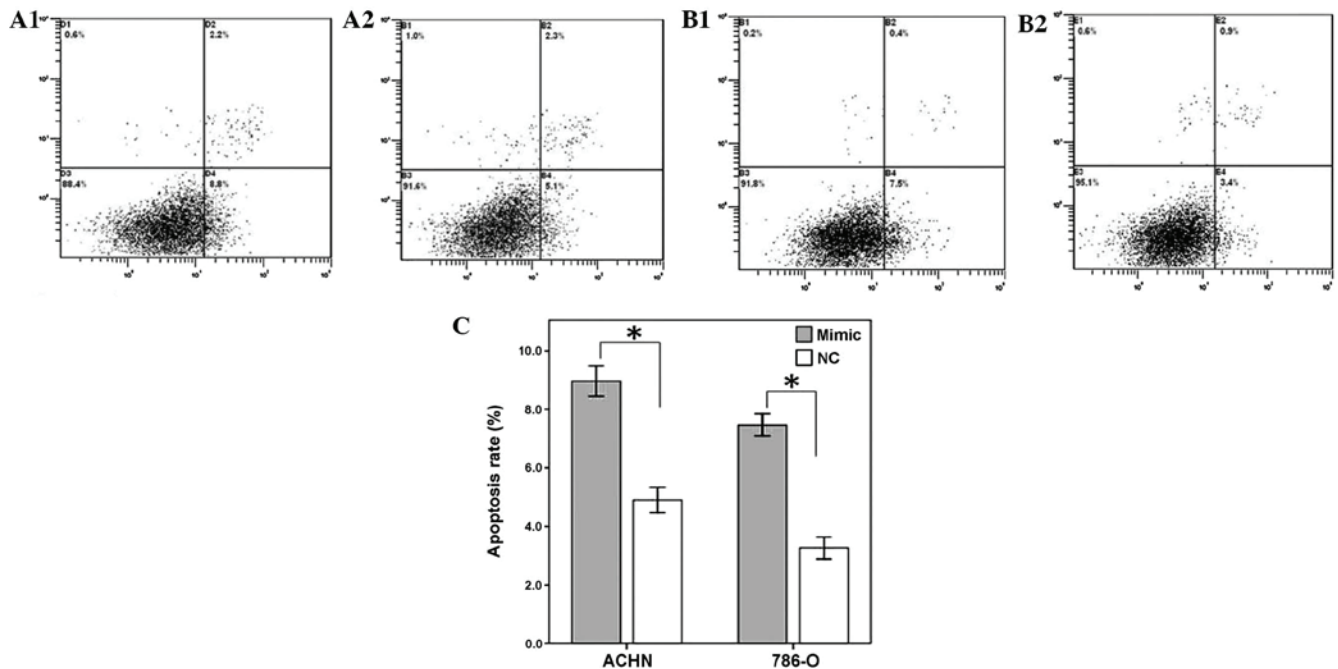 A1
D1
0.6%
D2
2.2%
D3
88.4%
D4
8.8%
A2
B1
1.0%
B2
2.3%
B3
91.6%
B4
5.1%
B1
B1
0.2%
B2
0.4%
B3
91.8%
B4
7.5%
B2
E1
0.6%
E2
0.9%
E3
95.1%
E4
3.4%
C
Mimic
NC
*
*
Apoptosis rate (%)
10.0
8.0
6.0
4.0
2.0
0.0
ACHN
786-O